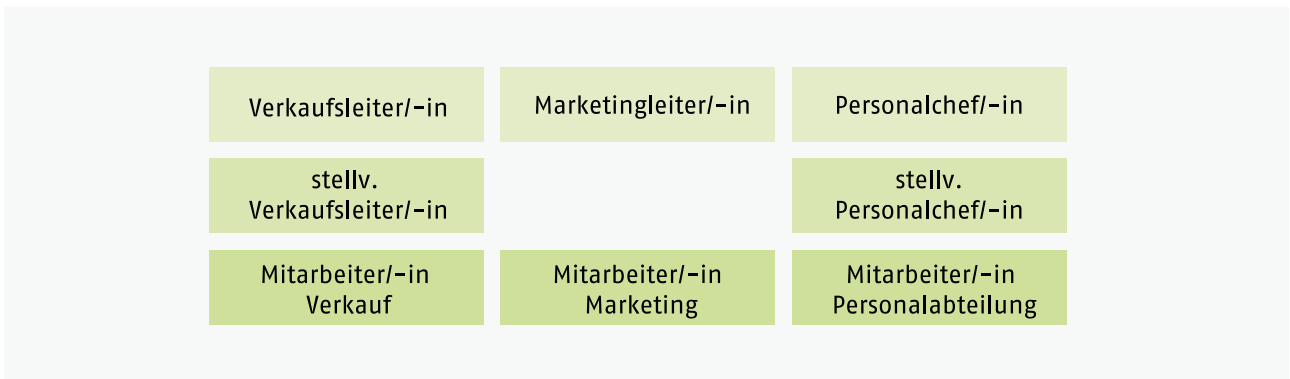 Verkaufsleiter/-in
Marketingleiter/-in
Personalchef/-in
stellv.
Verkaufsleiter/-in
stellv.
Personalchef/-in
Mitarbeiter/-in
Verkauf
Mitarbeiter/-in
Marketing
Mitarbeiter/-in
Personalabteilung